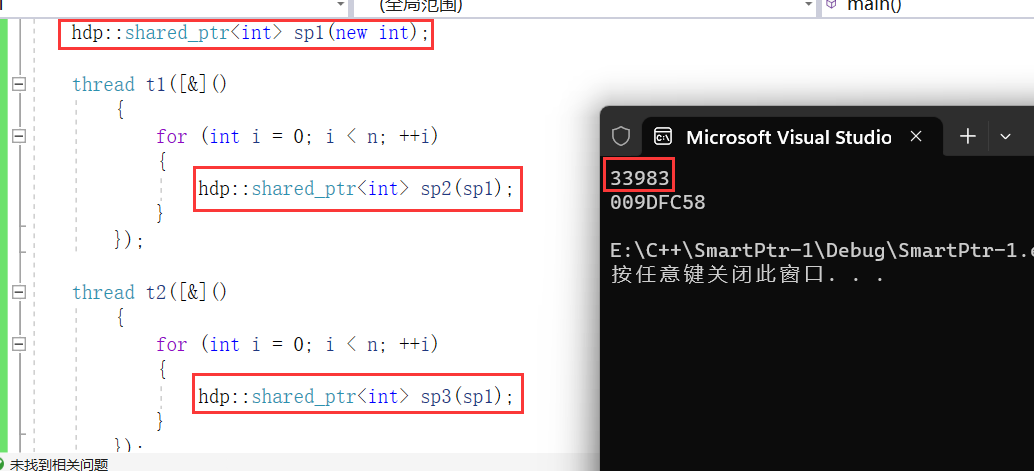 (全局范围)
main()
hdp::shared_ptr<int> sp1(new int);
thread t1([&]()
{
for (int i = 0; i < n; ++i)
{
hdp::shared_ptr<int> sp2(sp1);
}
});
thread t2([&]()
{
for (int i = 0; i < n; ++i)
{
hdp::shared_ptr<int> sp3(sp1);
}
});
未找到相关问题
Microsoft Visual Studio
33983
009DFC58
E:\C++\SmartPtr-1\Debug\SmartPtr-1.e
按任意键关闭此窗口. . .